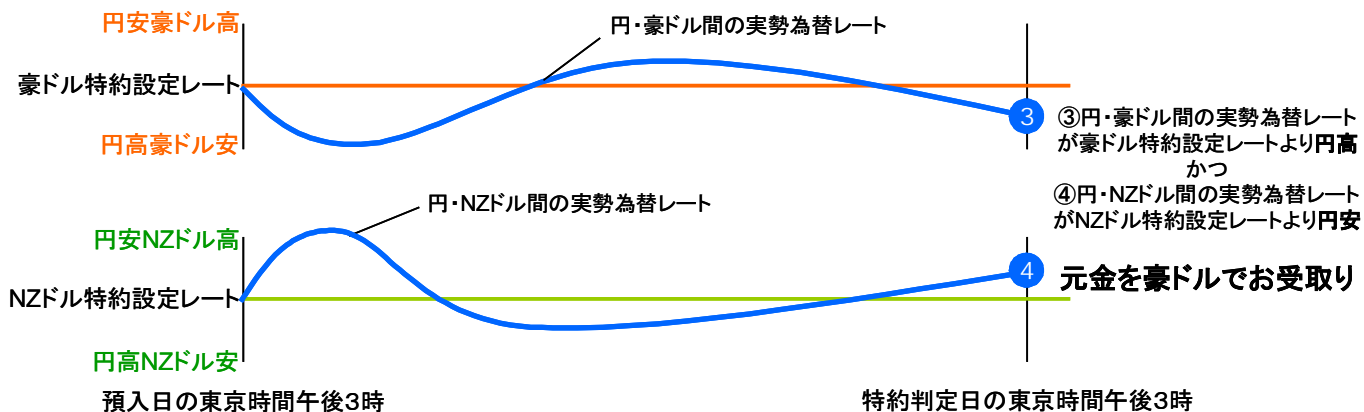 円安豪ドル高
円・豪ドル間の実勢為替レート
豪ドル特約設定レート
円高豪ドル安
3
③円・豪ドル間の実勢為替レート
が豪ドル特約設定レートより円高
かつ
④円・NZドル間の実勢為替レート
がNZドル特約設定レートより円安
円・NZドル間の実勢為替レート
円安NZドル高
4
元金を豪ドルでお受取り
NZドル特約設定レート
円高NZドル安
預入日の東京時間午後3時
特約判定日の東京時間午後3時